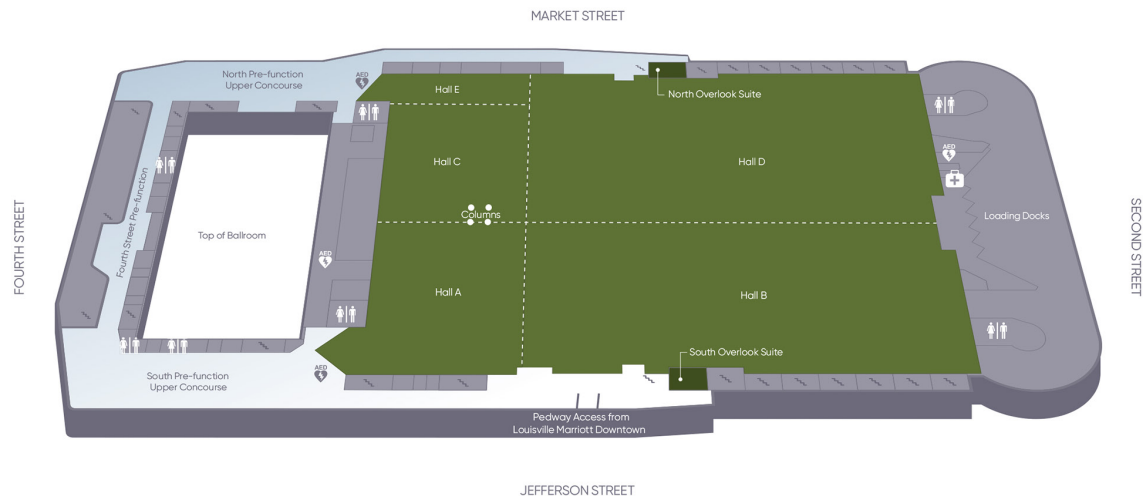 MARKET STREET
North Pre-function
Upper Concourse
AED
Hall E
North Overlook Suite
Hall C
Hall D
AED
Columns
Loading Docks
FOURTH STREET
Fourth Street Pre-function
Top of Ballroom
SECOND STREET
AED
Hall A
Hall B
South Overlook Suite
South Pre-function
Upper Concourse
AED
Pedway Access from
Louisville Marriott Downtown
JEFFERSON STREET